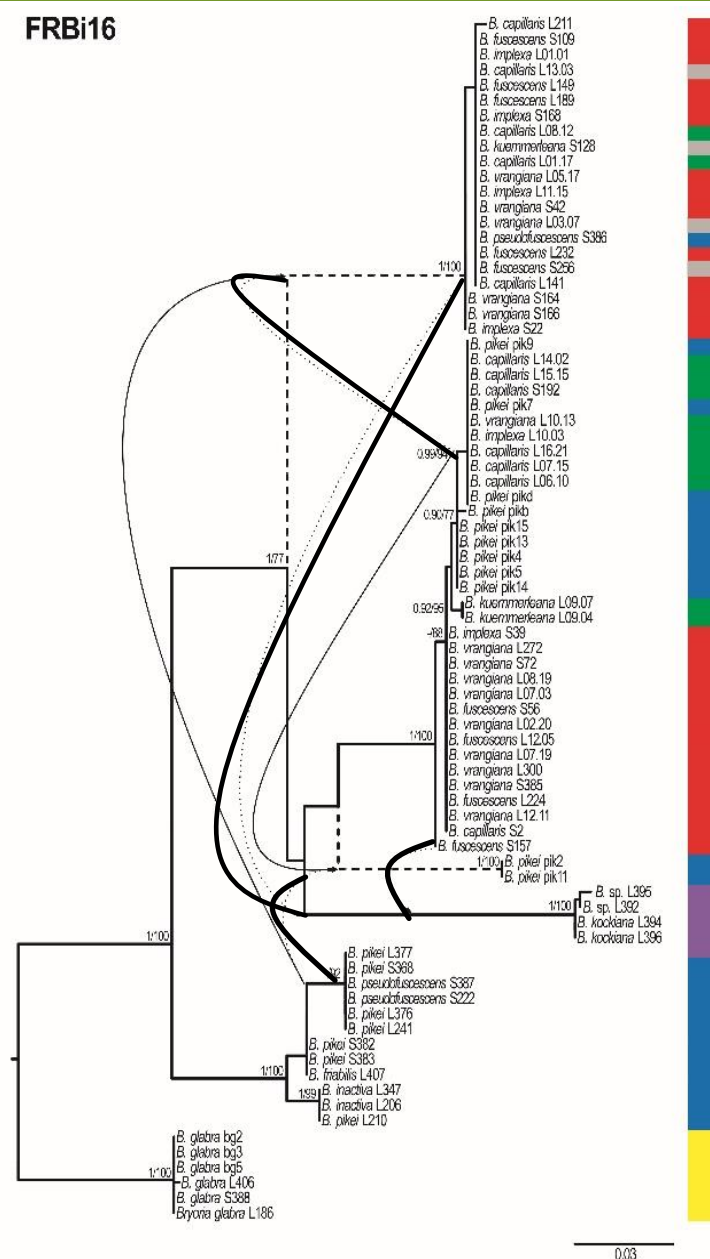 FRBi16
B. capillaris L211
B. fuscescens S109
B. implexa L01.01
B. capillaris L13.03
B. fuscescens L149
B. fuscescens L189
B. implexa S168
B. capillaris L08.12
B. kuemmerleana S128
B. capillaris L01.17
B. vrangiana L05.17
B. implexa L11.15
B. vrangiana S42
B. vrangiana L03.07
B. pseudofuscescens S386
B. fuscescens L232
1/100
B. fuscescens S256
B. capillaris L141
B. vrangiana S164
B. vrangiana S166
B. implexa S22
B. pikei pik9
B. capillaris L14.02
B. capillaris L15.15
B. capillaris S192
B. pikei pik7
B. vrangiana L10.13
B. implexa L10.03
0.99/94
B. capillaris L16.21
B. capillaris L07.15
B. capillaris L06.10
B. pikei pikd
B. pikei pikb
0.90/77
B. pikei pik15
B. pikei pik13
B. pikei pik4
1/77
B. pikei pik5
B. pikei pik14
B. kuemmerleana L09.07
0.92/95
B. kuemmerleana L09.04
-/68
B. implexa S39
B. vrangiana L272
B. vrangiana S72
B. vrangiana L08.19
B. vrangiana L07.03
B. fuscescens S56
B. vrangiana L02.20
1/100
B. fuscescens L12.05
B. vrangiana L07.19
B. vrangiana L300
B. vrangiana S385
B. fuscescens L224
B. vrangiana L12.11
B. capillaris S2
B. fuscescens S157
1/100
B. pikei pik2
B. pikei pik11
B. sp. L395
1/100
B. sp. L392
B. kockiana L394
B. kockiana L396
1/100
B. pikei L377
B. pikei S368
B. pseudofuscescens S387
B. pseudofuscescens S222
B. pikei L376
B. pikei L241
B. pikei S382
B. pikei S383
1/100
B. friabilis L407
1/99
B. inactiva L347
B. inactiva L206
B. pikei L210
B. glabra bg2
B. glabra bg3
B. glabra bg5
1/100
B. glabra L406
B. glabra S388
Bryoria glabra L186
0.03